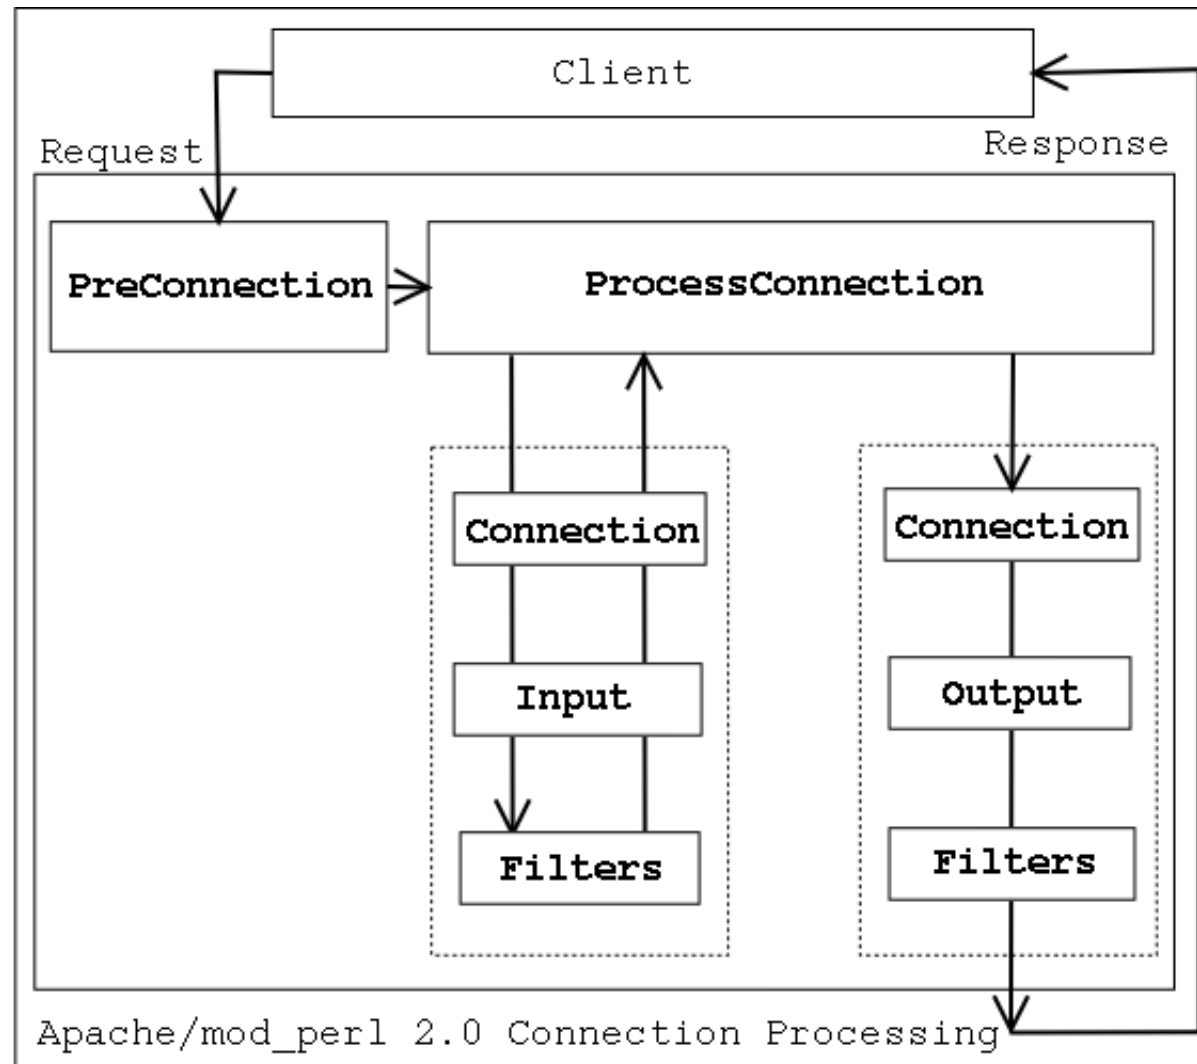 Client
Request
Response
PreConnection
ProcessConnection
Connection
Input
Filters
Connection
Output
Filters
Apache/mod_perl 2.0 Connection Processing